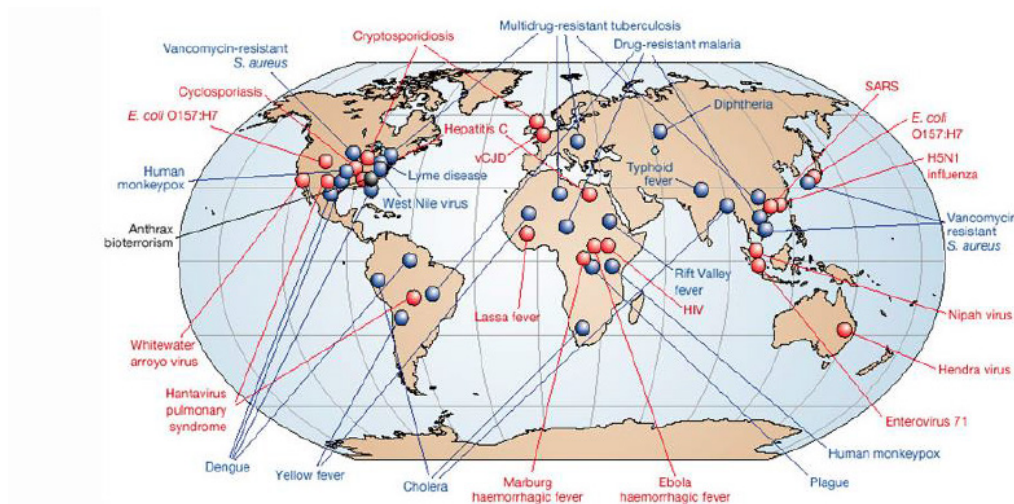 Cryptosporidiosis
Multidrug-resistant tuberculosis
Vancomycin-resistant
S. aureus
Drug-resistant malaria
Cyclosporiasis
SARS
E. coli O157:H7
Hepatitis C
Diphtheria
E. coli
O157:H7
vCJD
H5N1
influenza
Human
monkeypox
Lyme disease
Typhoid
fever
West Nile virus
Anthrax
bioterrorism
Vancomycin
resistant
S. aureus
Rift Valley
fever
HIV
Lassa fever
Nipah virus
Whitewater
arroyo virus
Hendra virus
Hantavirus
pulmonary
syndrome
Enterovirus 71
Dengue
Yellow fever
Cholera
Marburg
haemorrhagic fever
Ebola
haemorrhagic fever
Human monkeypox
Plague